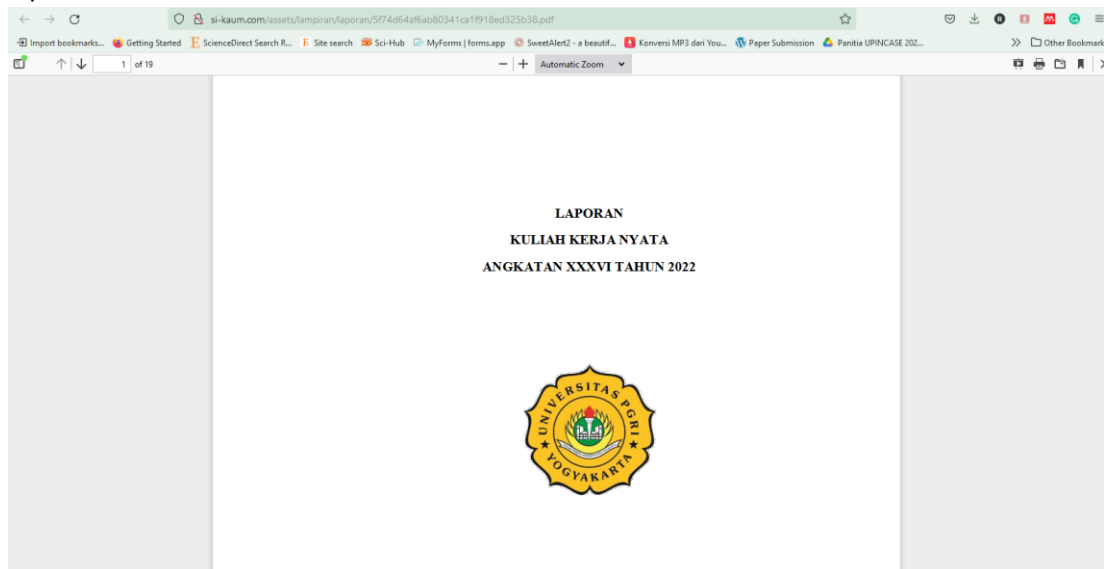 si-kaum.com/assets/lampiran/laporan/5f74d64af6ab80341ca1f918ed325b38.pdf
Import bookmarks... Getting Started ScienceDirect Search R... Site search Sci-Hub MyForms | forms.app SweetAlert2 - a beautif... Konversi MP3 dari You... Paper Submission Panitia UPINCASE 202... Other Bookmark
1 of 19 Automatic Zoom
LAPORAN
KULIAH KERJA NYATA
ANGKATAN XXXVI TAHUN 2022
UNIVERSITAS PGRI
YOGYAKARTA